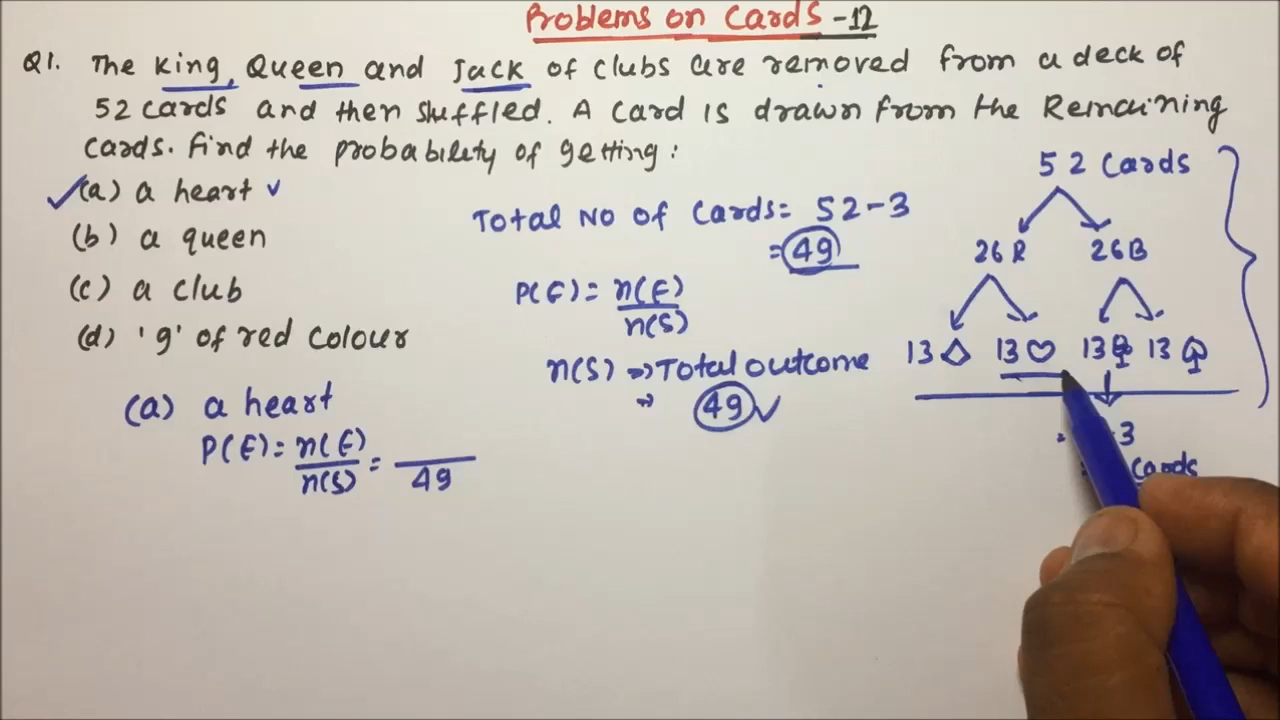 Problems on Cards -12
Q1. The King, Queen and Jack of clubs are removed from a deck of
52 cards and then shuffled. A card is drawn from the Remaining
cards. find the probability of getting :
(a) a heart
(b) a queen
(c) a club
(d) '9' of red colour
Total No of Cards = 52-3
= 49
P(E) = n(E)
n(S)
n(S) => Total outcome
=> 49
(a) a heart
P(E) = n(E) =
n(S) 49
52 Cards
26 R 26 B
13 ♢ 13 ♡ 13 ♧ 13 ♤
3
cards